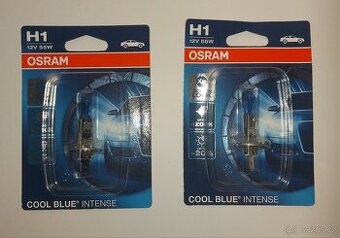 H1
12V 55W
OSRAM
COOL BLUE® INTENSE
H1
12V 55W
OSRAM
COOL BLUE® INTENSE